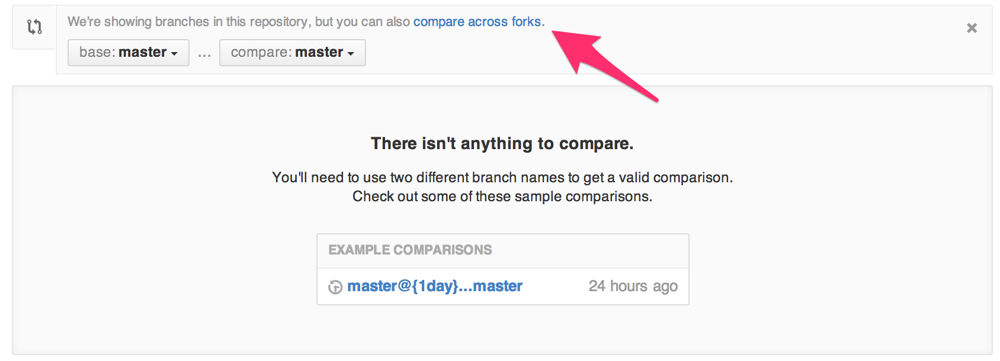 We're showing branches in this repository, but you can also compare across forks.
base: master ... compare: master
There isn't anything to compare.
You'll need to use two different branch names to get a valid comparison.
Check out some of these sample comparisons.
EXAMPLE COMPARISONS
master@{1day}...master 24 hours ago